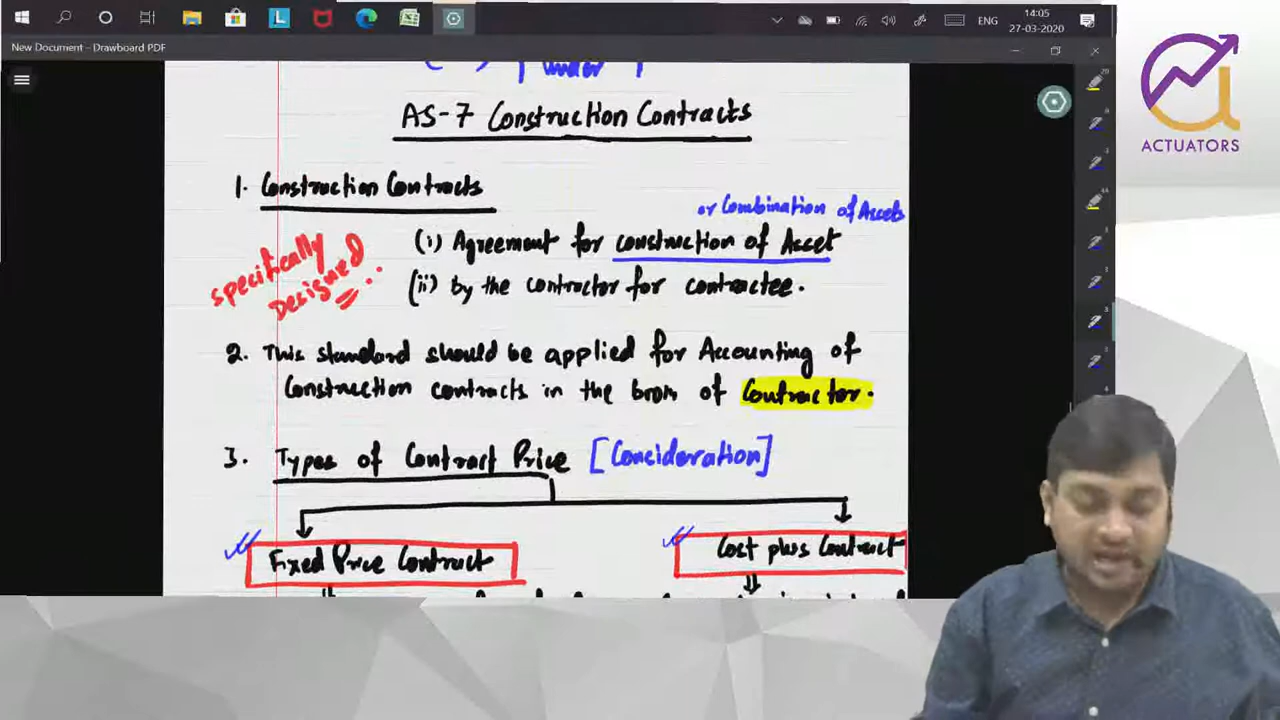 14:05
ENG
27-03-2020
New Document - Drawboard PDF
ACTUATORS
under
AS-7 Construction Contracts
1. Construction Contracts
or Combination of Assets
(i) Agreement for construction of Asset
specifically Designed
(ii) by the contractor for contractee.
2. This standard should be applied for Accounting of
Construction contracts in the books of Contractor.
3. Types of Contract Price [Concideration]
Fixed Price Contract
Cost plus Contract